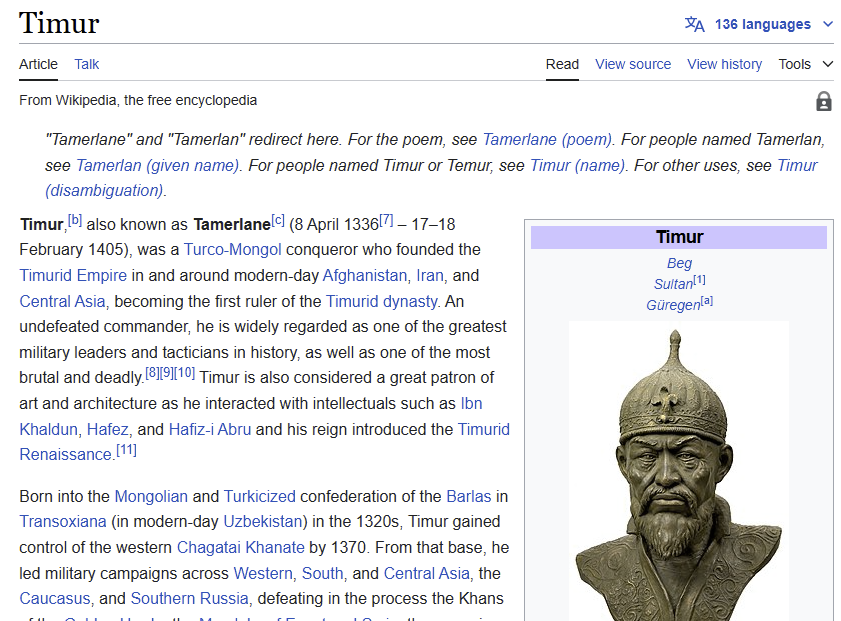 Timur
136 languages
Article Talk Read View source View history Tools
From Wikipedia, the free encyclopedia
"Tamerlane" and "Tamerlan" redirect here. For the poem, see Tamerlane (poem). For people named Tamerlan,
see Tamerlan (given name). For people named Timur or Temur, see Timur (name). For other uses, see Timur
(disambiguation).
Timur,[b] also known as Tamerlane[c] (8 April 1336[7] – 17–18
February 1405), was a Turco-Mongol conqueror who founded the
Timurid Empire in and around modern-day Afghanistan, Iran, and
Central Asia, becoming the first ruler of the Timurid dynasty. An
undefeated commander, he is widely regarded as one of the greatest
military leaders and tacticians in history, as well as one of the most
brutal and deadly.[8][9][10] Timur is also considered a great patron of
art and architecture as he interacted with intellectuals such as Ibn
Khaldun, Hafez, and Hafiz-i Abru and his reign introduced the Timurid
Renaissance.[11]
Born into the Mongolian and Turkicized confederation of the Barlas in
Transoxiana (in modern-day Uzbekistan) in the 1320s, Timur gained
control of the western Chagatai Khanate by 1370. From that base, he
led military campaigns across Western, South, and Central Asia, the
Caucasus, and Southern Russia, defeating in the process the Khans
Timur
Beg
Sultan[1]
Güregen[a]